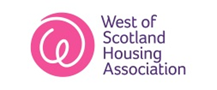 West of
Scotland
Housing
Association